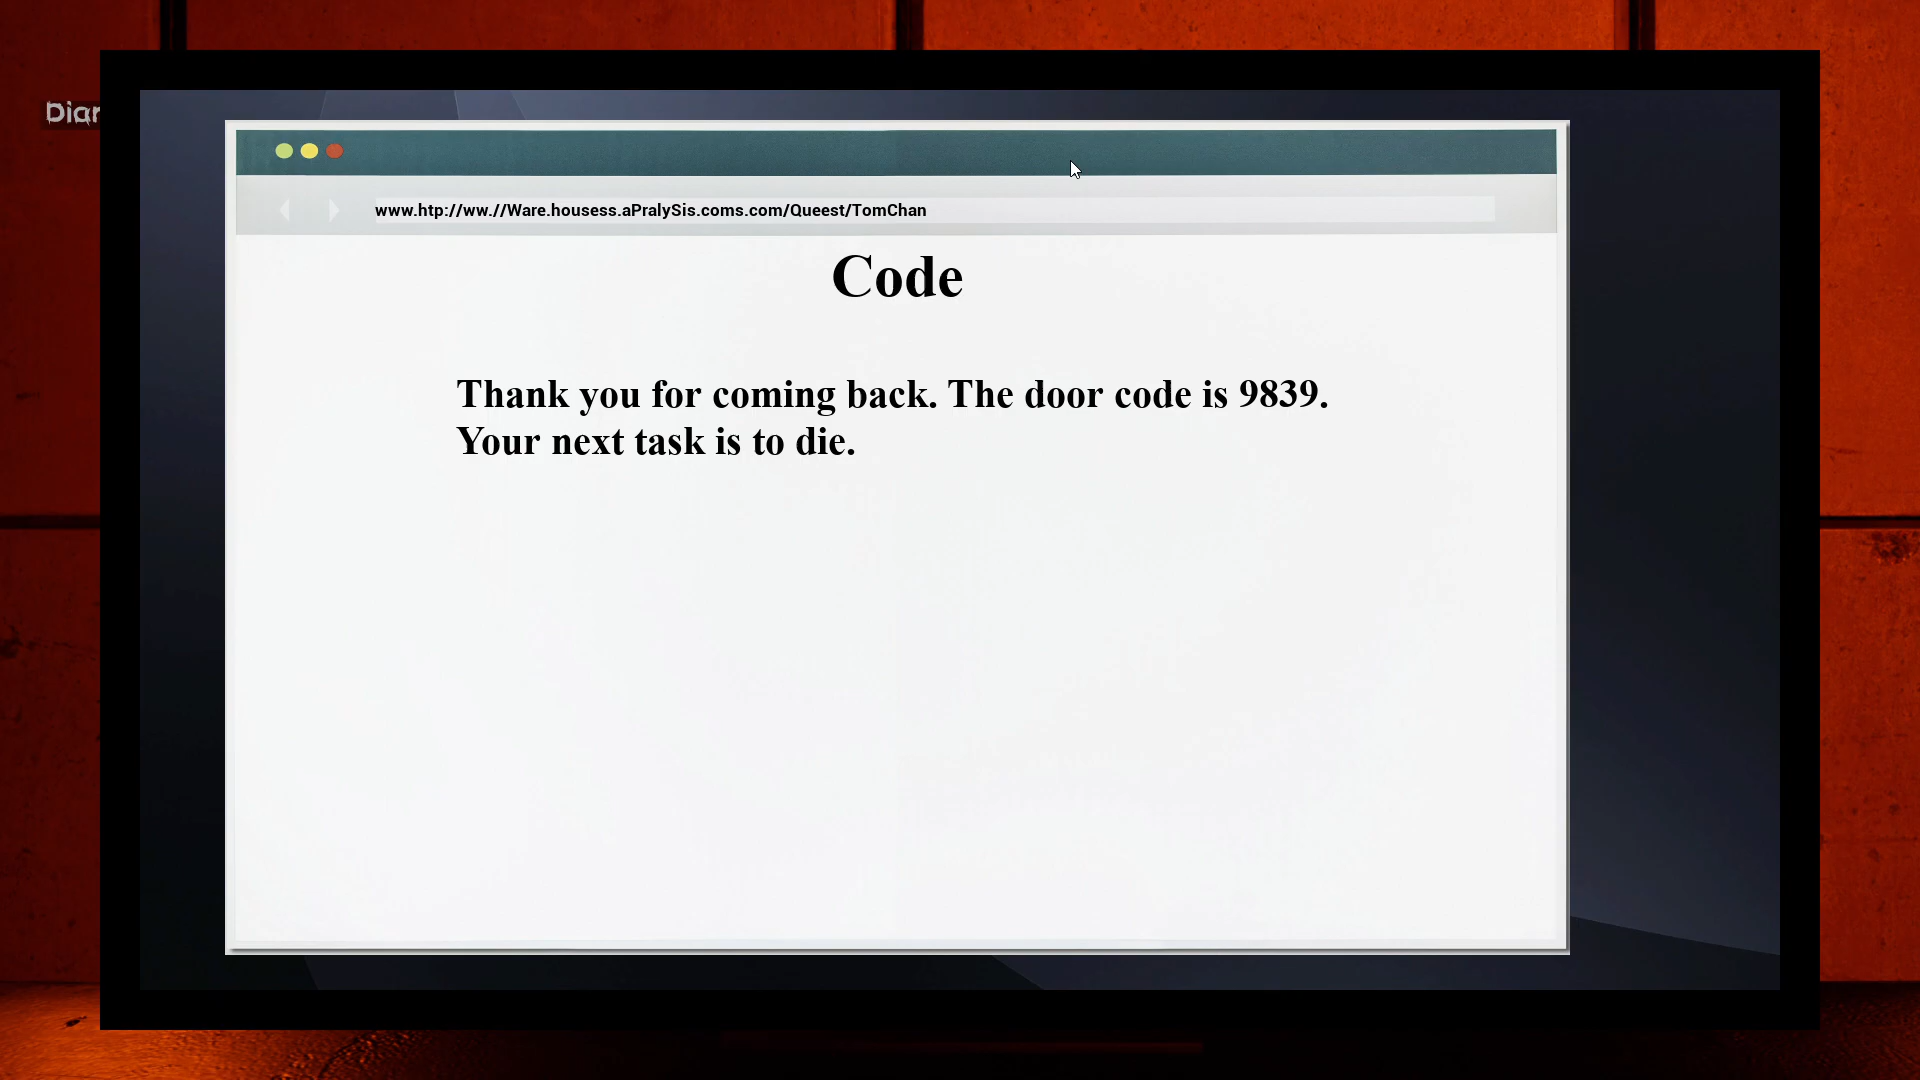 www.htp://ww.//Ware.housess.aPralySis.coms.com/Queest/TomChan
Code
Thank you for coming back. The door code is 9839.
Your next task is to die.